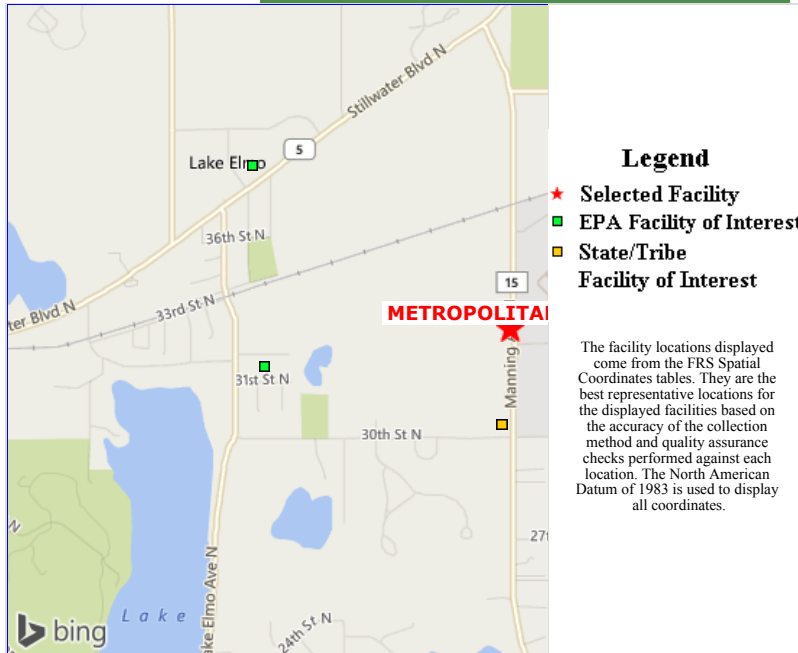 Stillwater Blvd N
5
Lake Elmo
36th St N
15
33rd St N
ter Blvd N
METROPOLITAN
Manning A
31st St N
30th St N
N
27t
Lake
ake Elmo Ave N
24th St N
bing
Legend
Selected Facility
EPA Facility of Interest
State/Tribe
Facility of Interest
The facility locations displayed
come from the FRS Spatial
Coordinates tables. They are the
best representative locations for
the displayed facilities based on
the accuracy of the collection
method and quality assurance
checks performed against each
location. The North American
Datum of 1983 is used to display
all coordinates.